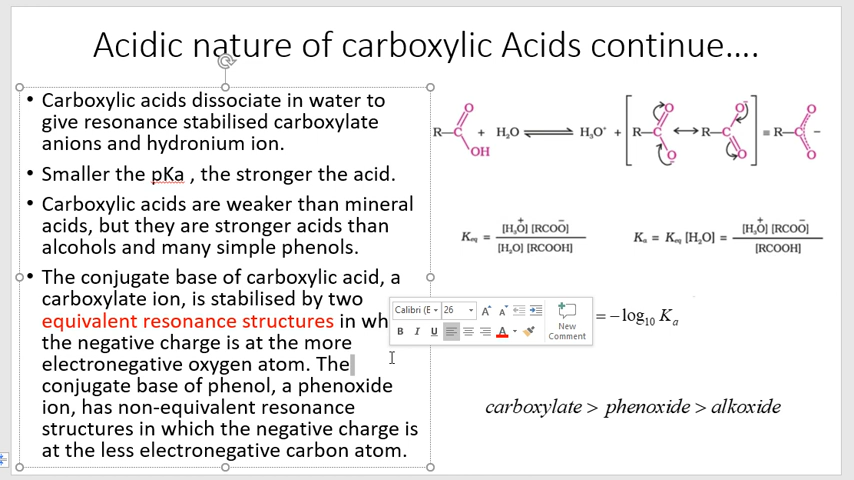 Acidic nature of carboxylic Acids continue....
• Carboxylic acids dissociate in water to
give resonance stabilised carboxylate
anions and hydronium ion.
• Smaller the pKa , the stronger the acid.
• Carboxylic acids are weaker than mineral
acids, but they are stronger acids than
alcohols and many simple phenols.
• The conjugate base of carboxylic acid, a
carboxylate ion, is stabilised by two
equivalent resonance structures in wh
the negative charge is at the more
electronegative oxygen atom. The
conjugate base of phenol, a phenoxide
ion, has non-equivalent resonance
structures in which the negative charge is
at the less electronegative carbon atom.
R—C O OH + H₂O ⇌ H₃O⁺ + [R—C O O⁻ ↔ R—C O⁻ O] ≡ R—C O O −
Keq = [H₃O⁺] [RCOO⁻] / [H₂O] [RCOOH]
Ka = Keq [H₂O] = [H₃O⁺] [RCOO⁻] / [RCOOH]
Calibri (E 26 A A
B I U A New
Comment
= −log₁₀ Ka
carboxylate > phenoxide > alkoxide